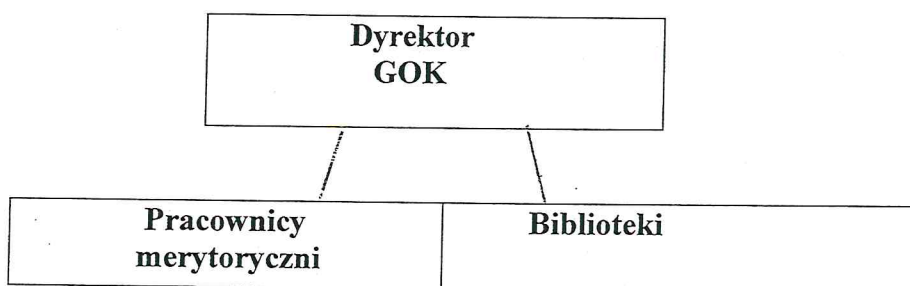 Dyrektor
GOK
Pracownicy
merytoryczni
Biblioteki